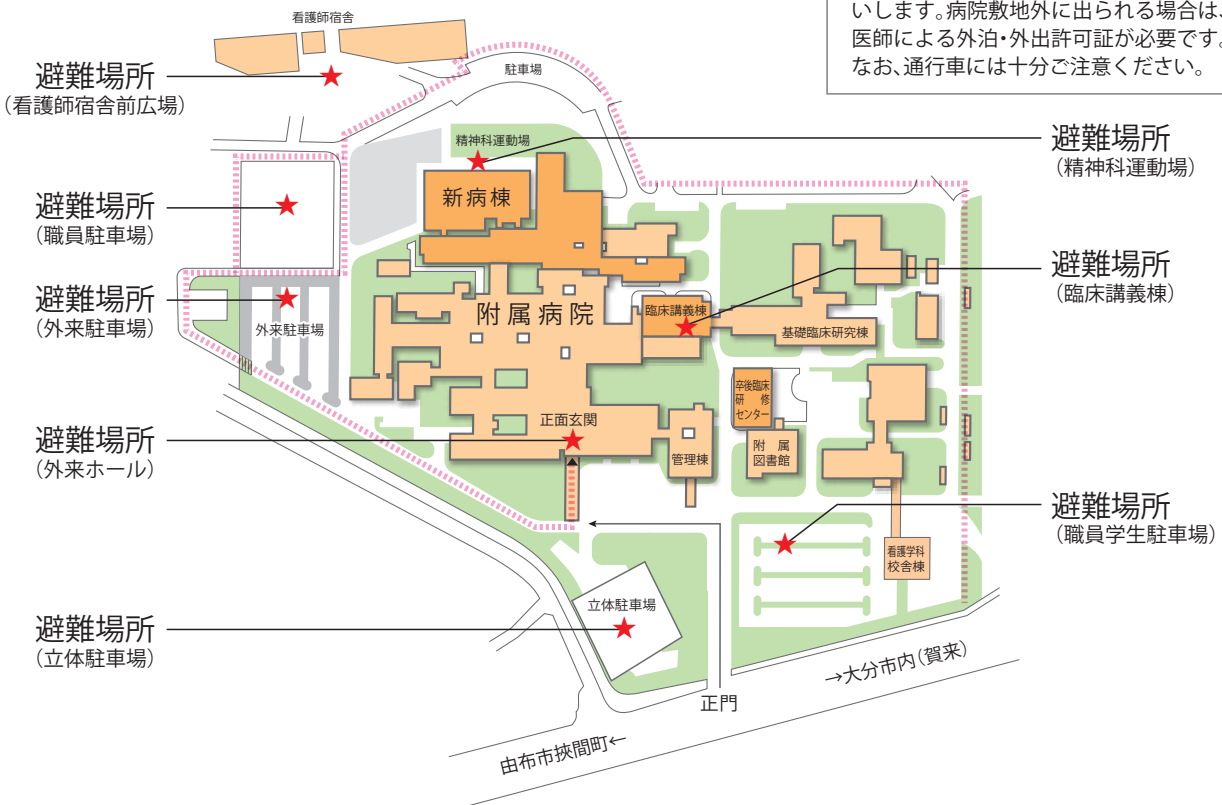 いします。病院敷地外に出られる場合は、
医師による外泊・外出許可証が必要です。
なお、通行車には十分ご注意ください。
看護師宿舎
避難場所
（看護師宿舎前広場）
駐車場
精神科運動場
避難場所
（精神科運動場）
新病棟
避難場所
（職員駐車場）
避難場所
（臨床講義棟）
避難場所
（外来駐車場）
外来駐車場
附属病院
臨床講義棟
基礎臨床研究棟
卒後臨床
研修
センター
正面玄関
避難場所
（外来ホール）
管理棟
附属
図書館
避難場所
（職員学生駐車場）
看護学科
校舎棟
立体駐車場
避難場所
（立体駐車場）
→大分市内（賀来）
正門
由布市挾間町←